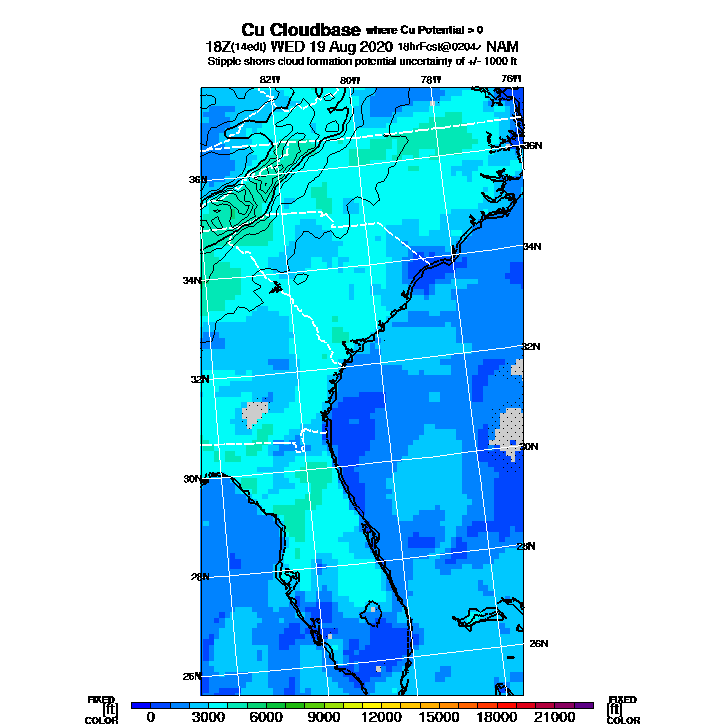 Cu Cloudbase where Cu Potential > 0
18Z(14edt) WED 19 Aug 2020 18hrFcst@0204z NAM
Stipple shows cloud formation potential uncertainty of +/- 1000 ft
82W 80W 78W 76W
36N
36N
34N
34N
32N
32N
30N
30N
28N
28N
26N
26N
FIXED FIXED
[ft] [ft]
COLOR COLOR
0 3000 6000 9000 12000 15000 18000 21000